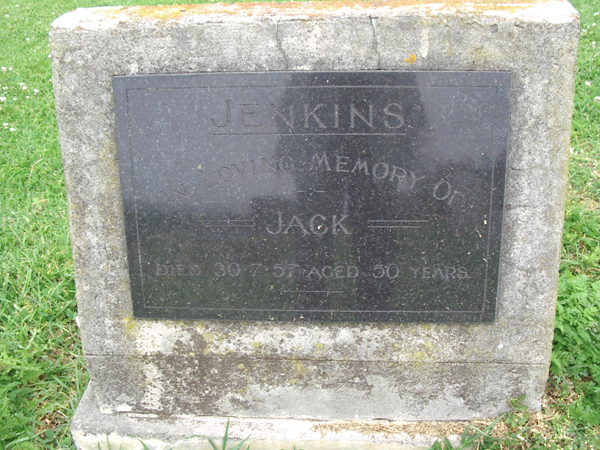 JENKINS
IN LOVING MEMORY OF
JACK
DIED 30·7·57 AGED 50 YEARS